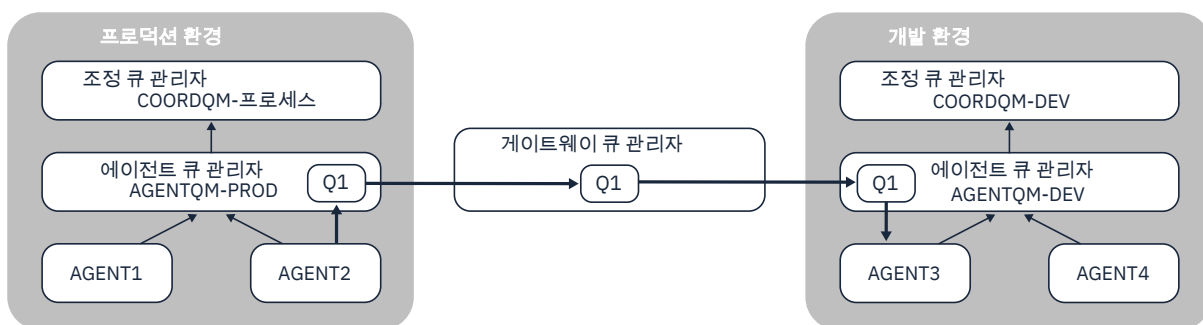 프로덕션 환경
조정 큐 관리자
COORDQM-프로세스
에이전트 큐 관리자
AGENTQM-PROD
Q1
AGENT1
AGENT2
게이트웨이 큐 관리자
Q1
개발 환경
조정 큐 관리자
COORDQM-DEV
Q1
에이전트 큐 관리자
AGENTQM-DEV
AGENT3
AGENT4